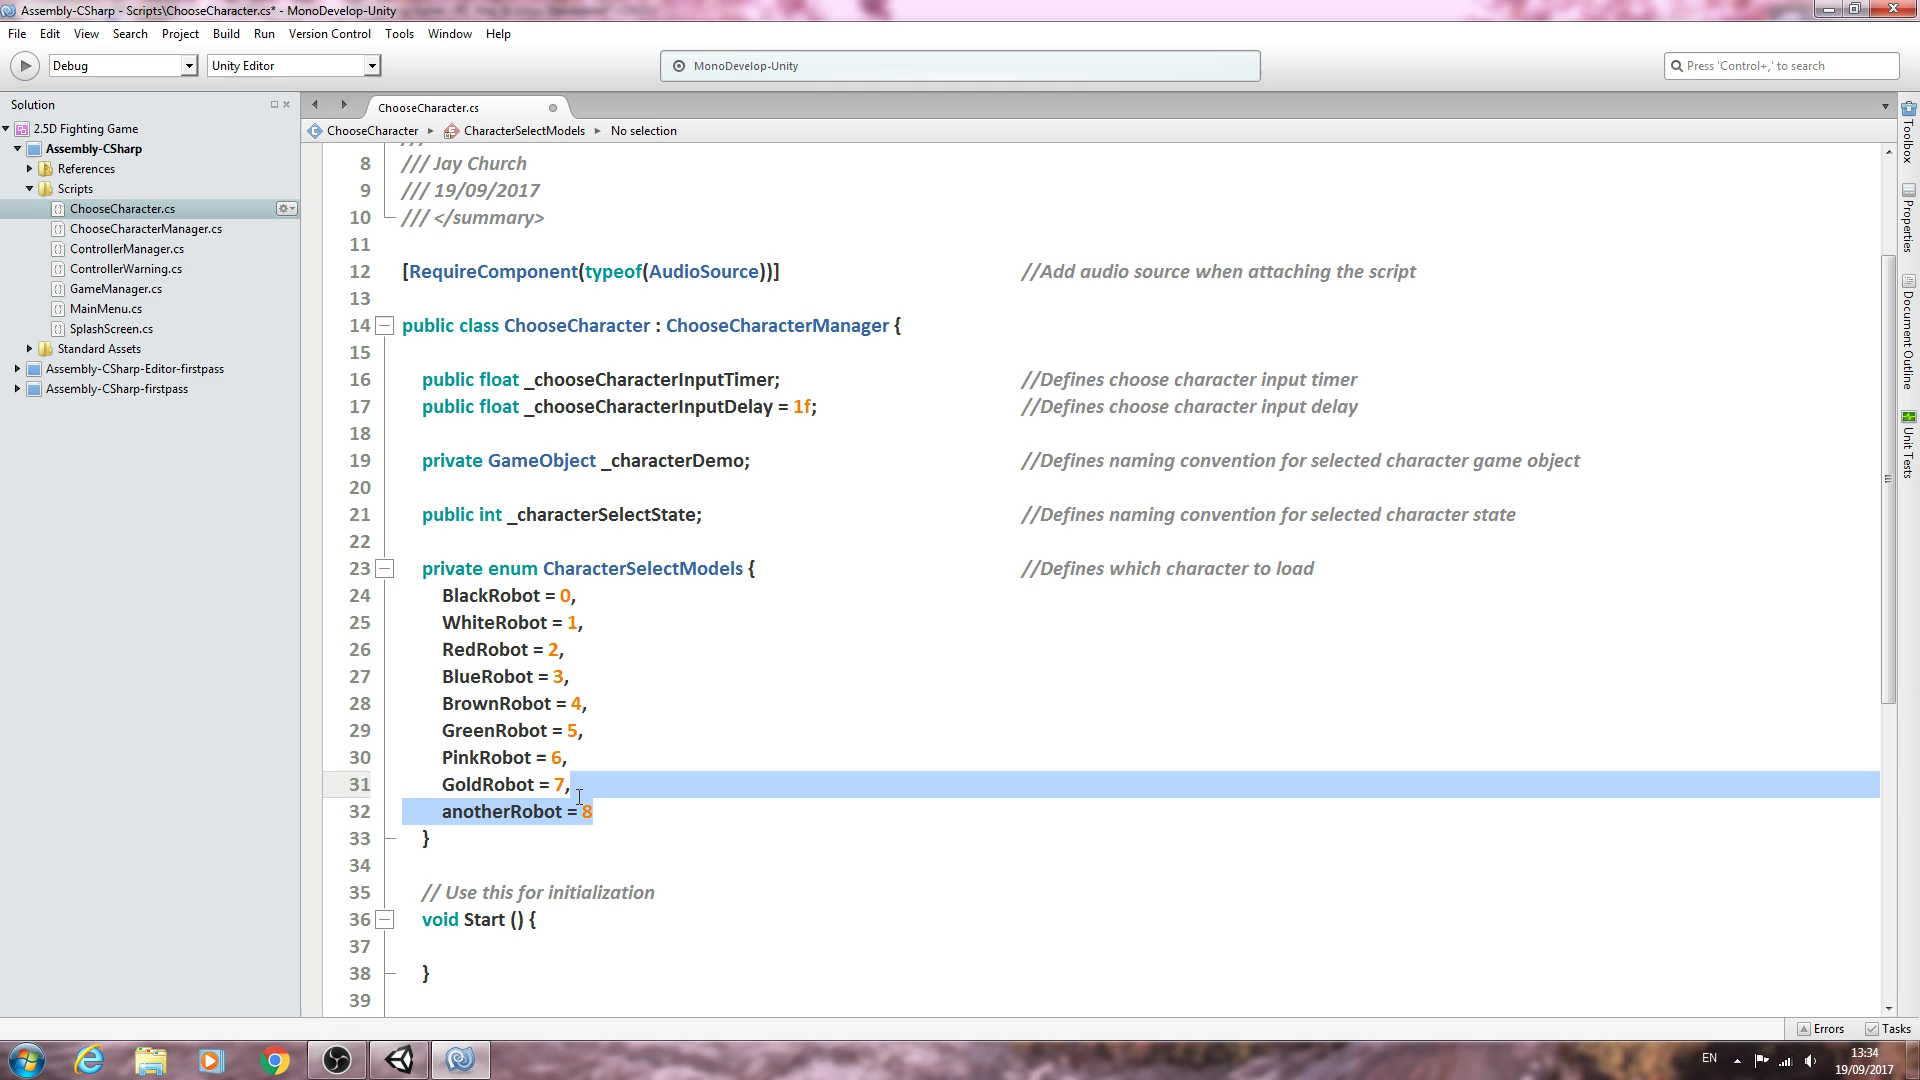 Assembly-CSharp - Scripts\ChooseCharacter.cs* - MonoDevelop-Unity
File Edit View Search Project Build Run Version Control Tools Window Help
Debug Unity Editor MonoDevelop-Unity Press 'Control+,' to search
Solution
2.5D Fighting Game
Assembly-CSharp
References
Scripts
ChooseCharacter.cs
ChooseCharacterManager.cs
ControllerManager.cs
ControllerWarning.cs
GameManager.cs
MainMenu.cs
SplashScreen.cs
Standard Assets
Assembly-CSharp-Editor-firstpass
Assembly-CSharp-firstpass
ChooseCharacter.cs
ChooseCharacter CharacterSelectModels No selection
8 /// Jay Church
9 /// 19/09/2017
10 /// </summary>
11
12 [RequireComponent(typeof(AudioSource))] //Add audio source when attaching the script
13
14 public class ChooseCharacter : ChooseCharacterManager {
15
16 public float _chooseCharacterInputTimer; //Defines choose character input timer
17 public float _chooseCharacterInputDelay = 1f; //Defines choose character input delay
18
19 private GameObject _characterDemo; //Defines naming convention for selected character game object
20
21 public int _characterSelectState; //Defines naming convention for selected character state
22
23 private enum CharacterSelectModels { //Defines which character to load
24 BlackRobot = 0,
25 WhiteRobot = 1,
26 RedRobot = 2,
27 BlueRobot = 3,
28 BrownRobot = 4,
29 GreenRobot = 5,
30 PinkRobot = 6,
31 GoldRobot = 7,
32 anotherRobot = 8
33 }
34
35 // Use this for initialization
36 void Start () {
37
38 }
39
Toolbox
Properties
Document Outline
Unit Tests
Errors Tasks
EN 13:34
19/09/2017